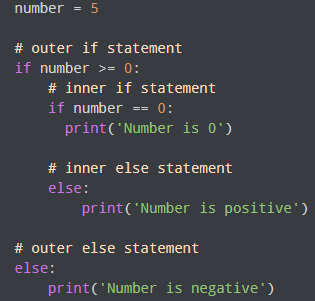 number = 5
# outer if statement
if number >= 0:
    # inner if statement
    if number == 0:
      print('Number is 0')
    # inner else statement
    else:
        print('Number is positive')
# outer else statement
else:
    print('Number is negative')